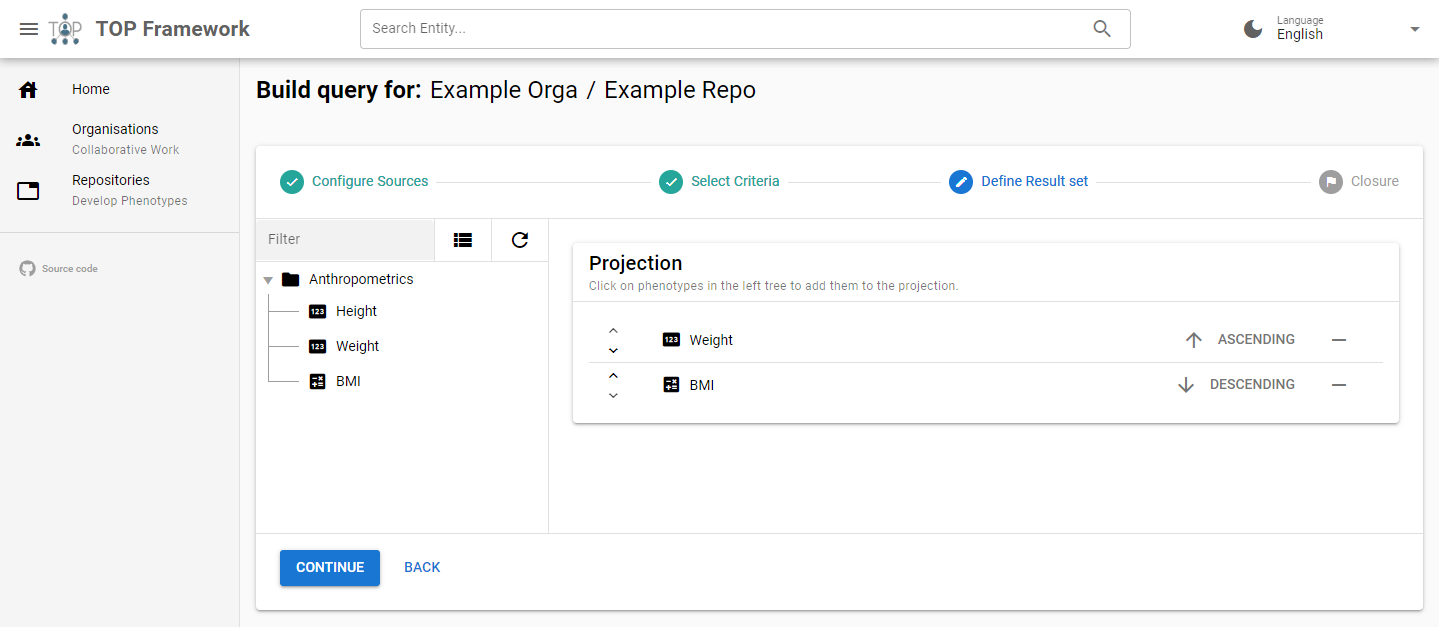 TOP
TOP Framework
Search Entity...
Language
English
Home
Organisations
Collaborative Work
Repositories
Develop Phenotypes
Source code
Build query for: Example Orga / Example Repo
Configure Sources
Select Criteria
Define Result set
Closure
Filter
Anthropometrics
123 Height
123 Weight
BMI
Projection
Click on phenotypes in the left tree to add them to the projection.
123 Weight ASCENDING
BMI DESCENDING
CONTINUE BACK